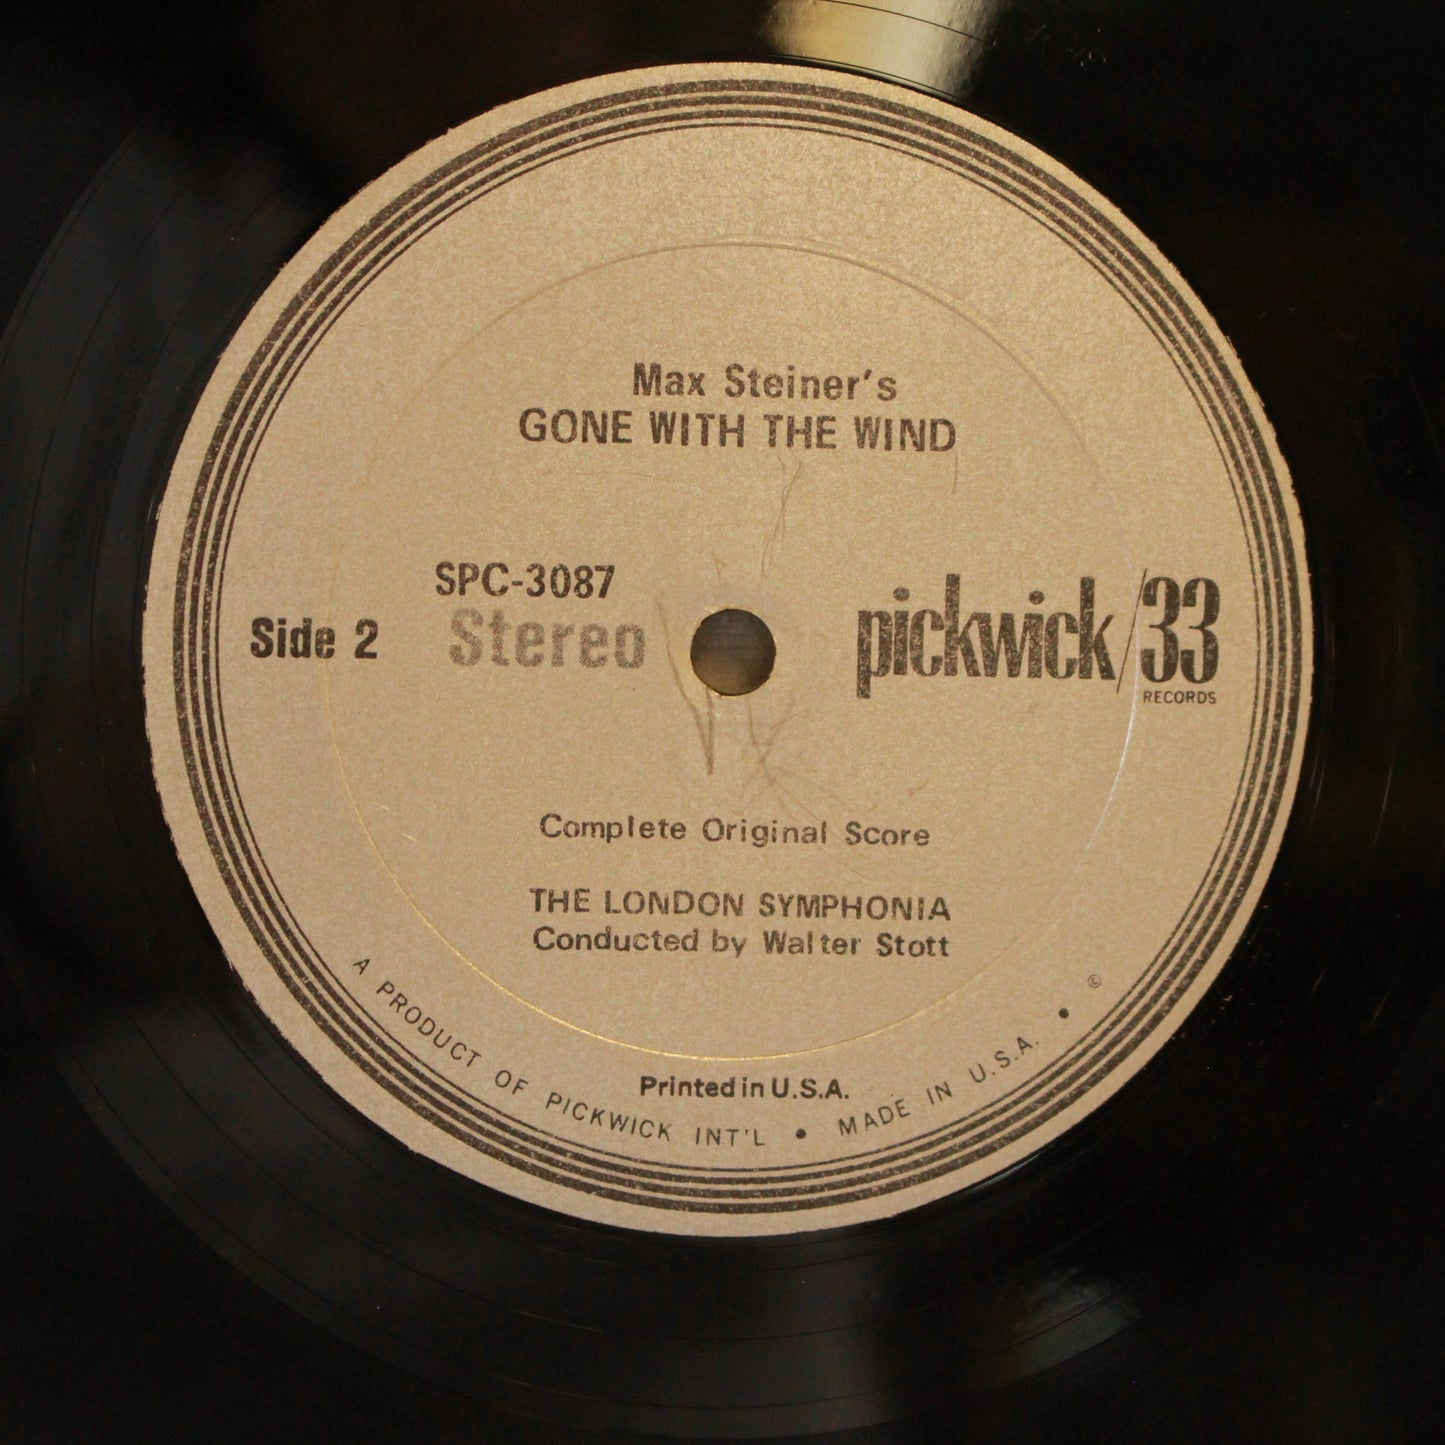 Max Steiner's
GONE WITH THE WIND
SPC-3087
Side 2
Stereo
pickwick/33
RECORDS
Complete Original Score
THE LONDON SYMPHONIA
Conducted by Walter Stott
Printed in U.S.A.
A PRODUCT OF PICKWICK INT'L • MADE IN U.S.A. • ©